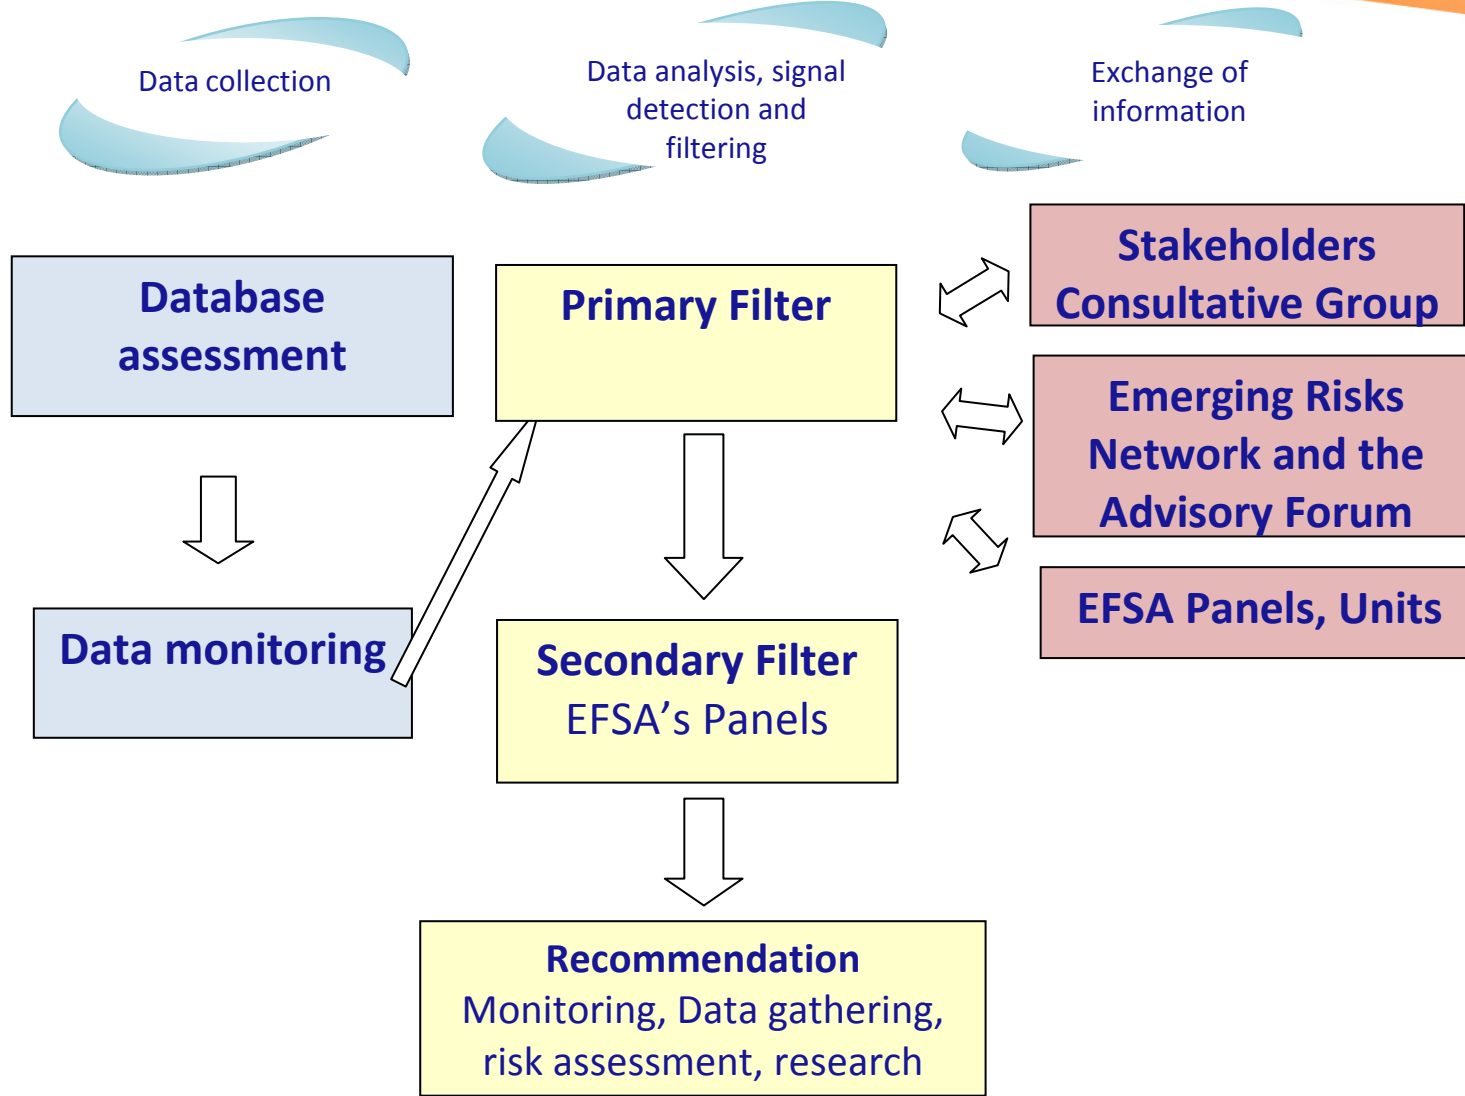 Data collection
Data analysis, signal
detection and
filtering
Exchange of
information
Database
assessment
Data monitoring
Primary Filter
Secondary Filter
EFSA’s Panels
Recommendation
Monitoring, Data gathering,
risk assessment, research
Stakeholders
Consultative Group
Emerging Risks
Network and the
Advisory Forum
EFSA Panels, Units